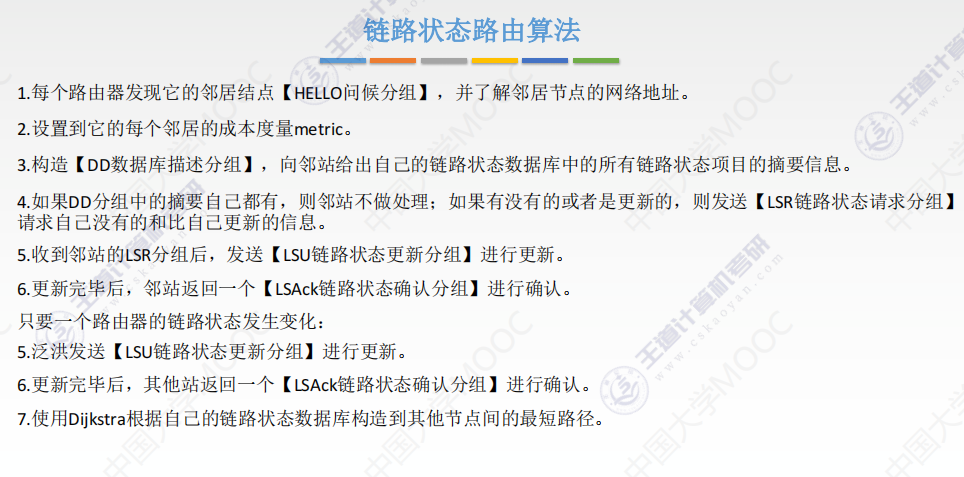 链路状态路由算法
1.每个路由器发现它的邻居结点【HELLO问候分组】，并了解邻居节点的网络地址。
2.设置到它的每个邻居的成本度量metric。
3.构造【DD数据库描述分组】，向邻站给出自己的链路状态数据库中的所有链路状态项目的摘要信息。
4.如果DD分组中的摘要自己都有，则邻站不做处理；如果有没有的或者是更新的，则发送【LSR链路状态请求分组】
请求自己没有的和比自己更新的信息。
5.收到邻站的LSR分组后，发送【LSU链路状态更新分组】进行更新。
6.更新完毕后，邻站返回一个【LSAck链路状态确认分组】进行确认。
只要一个路由器的链路状态发生变化：
5.泛洪发送【LSU链路状态更新分组】进行更新。
6.更新完毕后，其他站返回一个【LSAck链路状态确认分组】进行确认。
7.使用Dijkstra根据自己的链路状态数据库构造到其他节点间的最短路径。
王道计算机考研
www.cskaoyan.com
中国大学MOOC